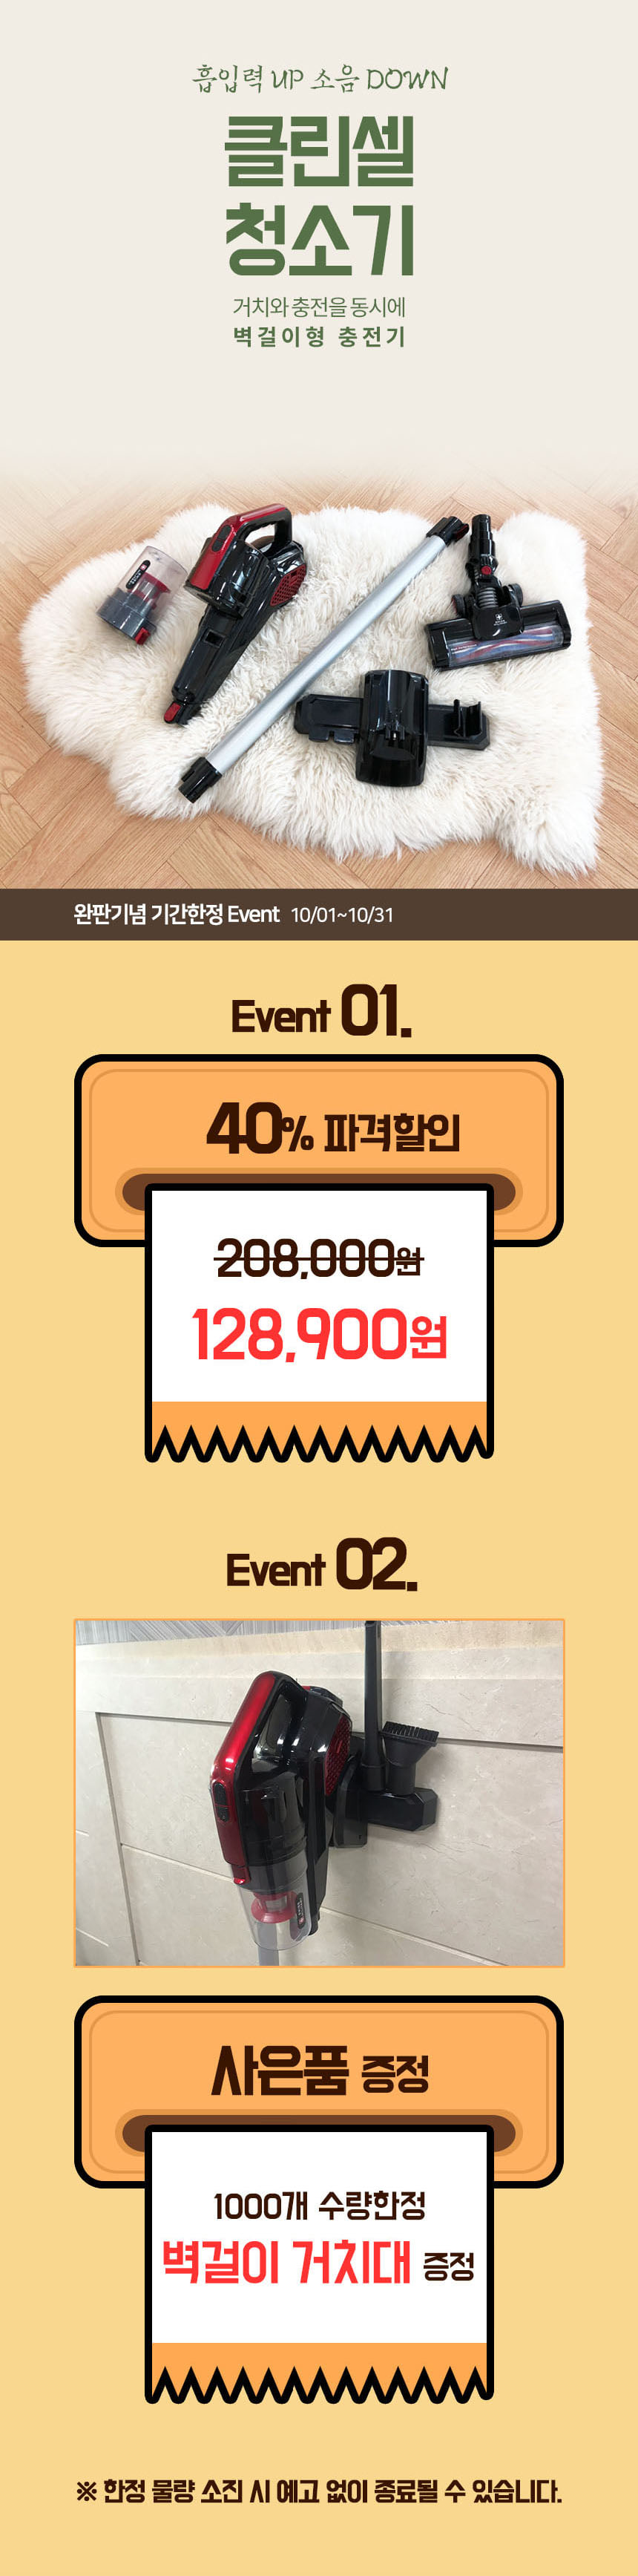 흡입력 UP 소음 DOWN
클린셀
청소기
거치와 충전을 동시에
벽걸이형 충전기
완판기념 기간한정 Event 10/01~10/31
Event 01.
40% 파격할인
208,000원
128,900원
Event 02.
사은품 증정
1000개 수량한정
벽걸이 거치대 증정
※ 한정 물량 소진 시 예고 없이 종료될 수 있습니다.